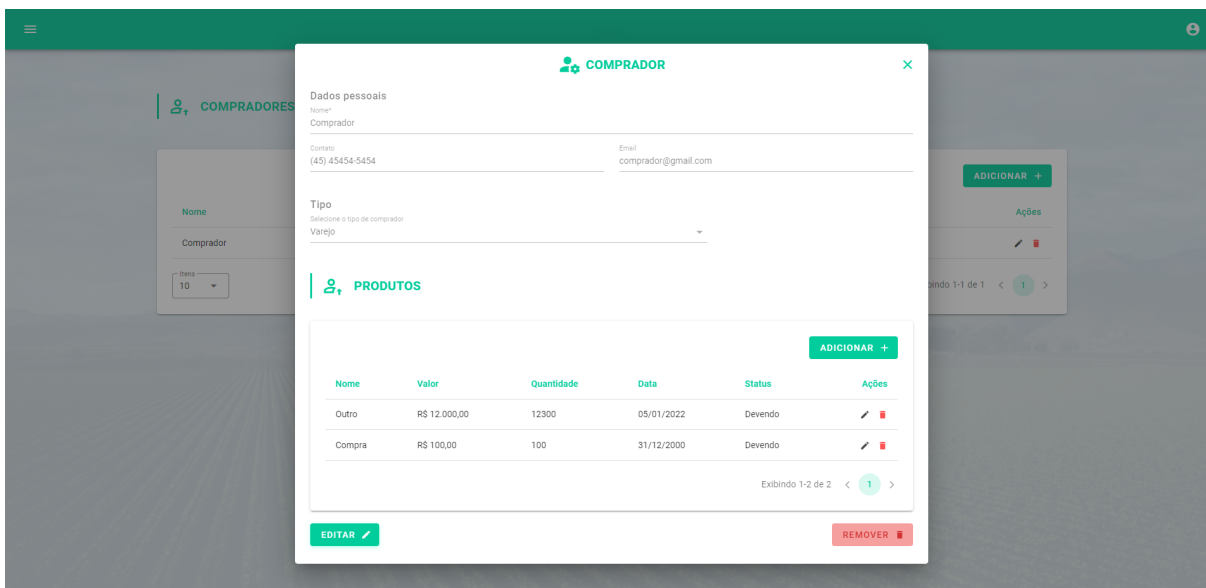 COMPRADOR
COMPRADORES
Dados pessoais
Nome*
Comprador
Contato
(45) 45454-5454
Email
comprador@gmail.com
ADICIONAR +
Tipo
Selecione o tipo de comprador
Varejo
Nome
Ações
Comprador
Itens
10
indo 1-1 de 1 < 1 >
PRODUTOS
ADICIONAR +
Nome Valor Quantidade Data Status Ações
Outro R$ 12.000,00 12300 05/01/2022 Devendo
Compra R$ 100,00 100 31/12/2000 Devendo
Exibindo 1-2 de 2 < 1 >
EDITAR
REMOVER